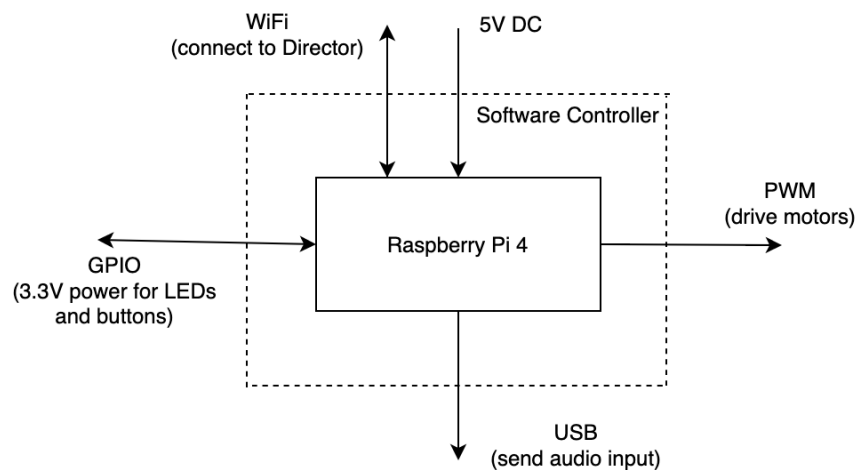 WiFi
(connect to Director)
5V DC
Software Controller
PWM
(drive motors)
Raspberry Pi 4
GPIO
(3.3V power for LEDs
and buttons)
USB
(send audio input)